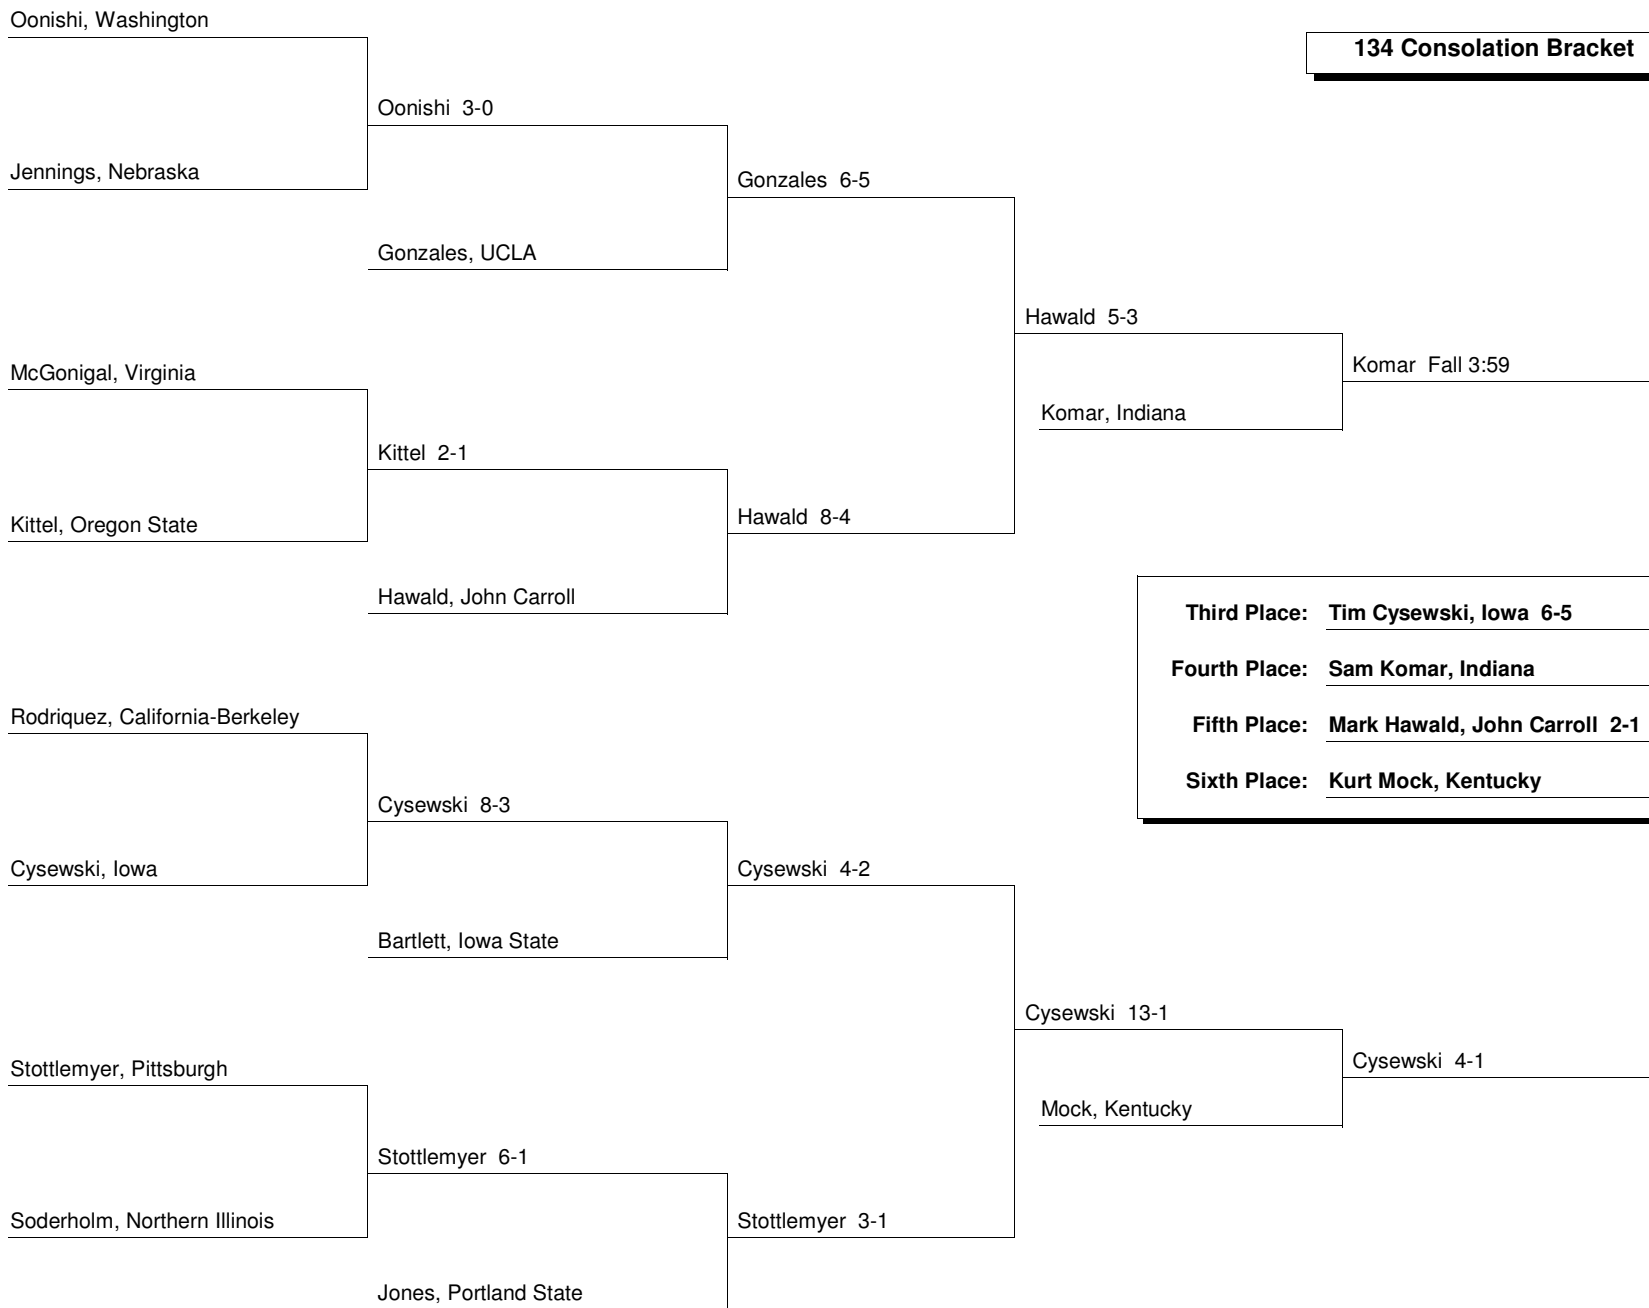 Oonishi, Washington
134 Consolation Bracket
Oonishi 3-0
Jennings, Nebraska
Gonzales 6-5
Gonzales, UCLA
Hawald 5-3
McGonigal, Virginia
Komar Fall 3:59
Komar, Indiana
Kittel 2-1
Kittel, Oregon State
Hawald 8-4
Hawald, John Carroll
Third Place: Tim Cysewski, Iowa 6-5
Fourth Place: Sam Komar, Indiana
Rodriquez, California-Berkeley
Fifth Place: Mark Hawald, John Carroll 2-1
Sixth Place: Kurt Mock, Kentucky
Cysewski 8-3
Cysewski, Iowa
Cysewski 4-2
Bartlett, Iowa State
Cysewski 13-1
Stottlemyer, Pittsburgh
Cysewski 4-1
Mock, Kentucky
Stottlemyer 6-1
Soderholm, Northern Illinois
Stottlemyer 3-1
Jones, Portland State